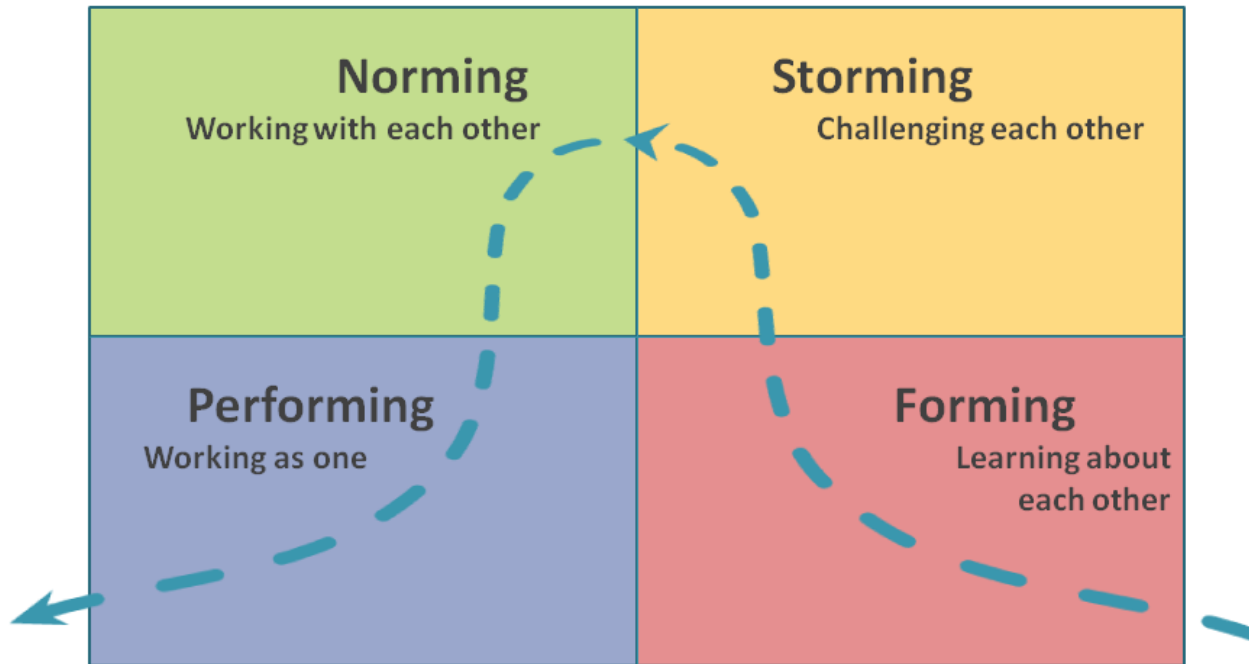 Norming
Working with each other
Storming
Challenging each other
Performing
Working as one
Forming
Learning about
each other